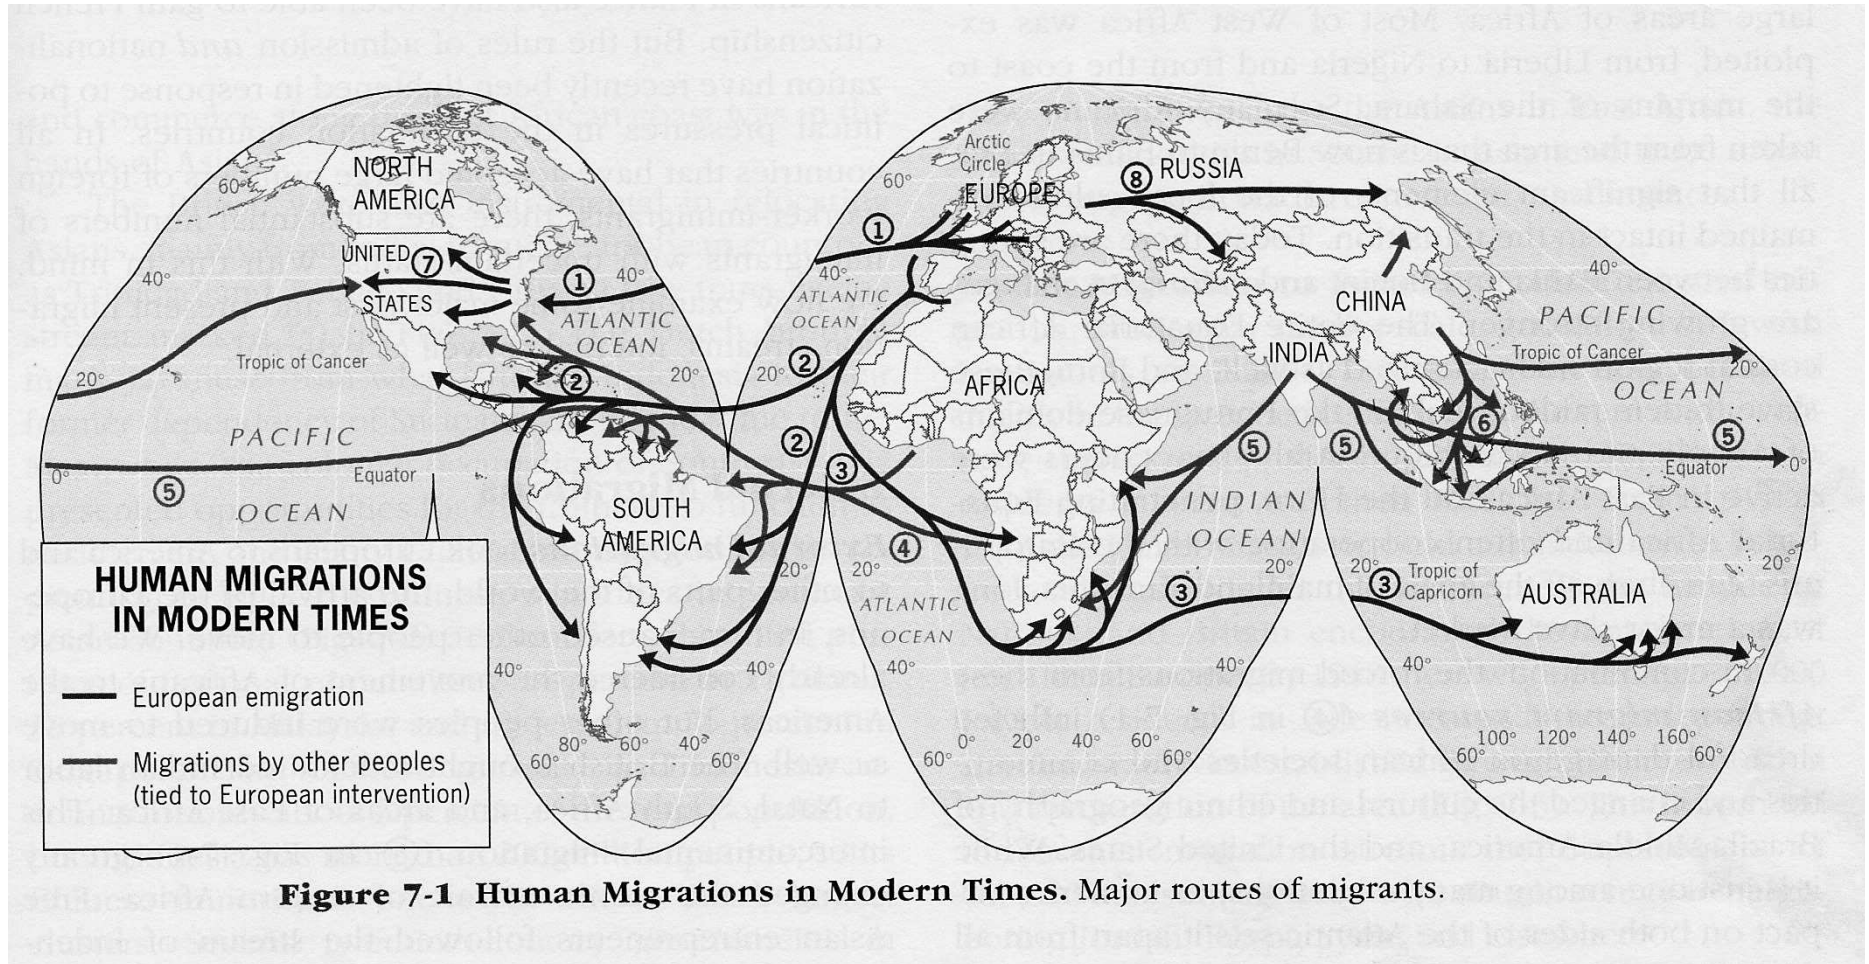 Arctic
Circle
NORTH
AMERICA
60°
60°
EUROPE
RUSSIA
8
1
UNITED
STATES
7
40°
1
40°
40°
ATLANTIC
OCEAN
ATLANTIC
OCEAN
CHINA
40°
PACIFIC
OCEAN
Tropic of Cancer
Tropic of Cancer
20°
2
20°
20°
2
AFRICA
INDIA
20°
PACIFIC
OCEAN
Equator
0°
5
2
3
5
5
6
5
Equator
0°
SOUTH
AMERICA
4
INDIAN
OCEAN
20°
20°
20°
20°
20°
3
3
Tropic of
Capricorn
AUSTRALIA
ATLANTIC
OCEAN
40°
40°
40°
40°
40°
80°
60°
40°
60°
60°
60°
0°
20°
40°
60°
60°
60°
100°
120°
140°
160°
60°
HUMAN MIGRATIONS
IN MODERN TIMES
European emigration
Migrations by other peoples
(tied to European intervention)
Figure 7-1 Human Migrations in Modern Times. Major routes of migrants.